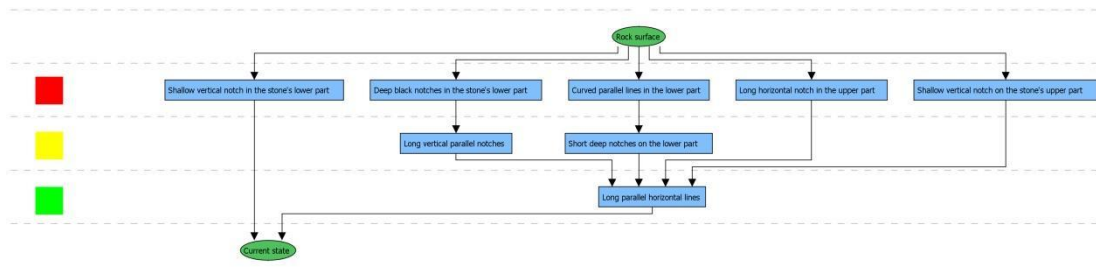 Rock surface
Shallow vertical notch in the stone's lower part
Deep black notches in the stone's lower part
Curved parallel lines in the lower part
Long horizontal notch in the upper part
Shallow vertical notch on the stone's upper part
Long vertical parallel notches
Short deep notches on the lower part
Long parallel horizontal lines
Current state